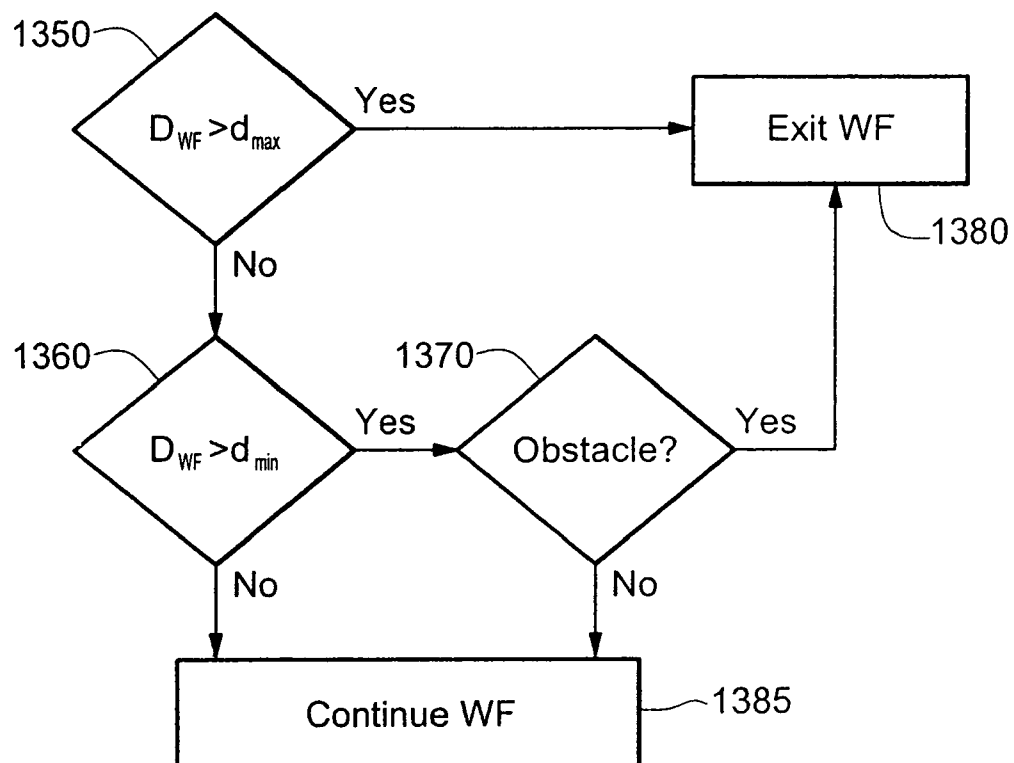 1350
Yes
D_WF > d_max
Exit WF
1380
No
1360
1370
Yes
Yes
D_WF > d_min
Obstacle?
No
No
Continue WF
1385